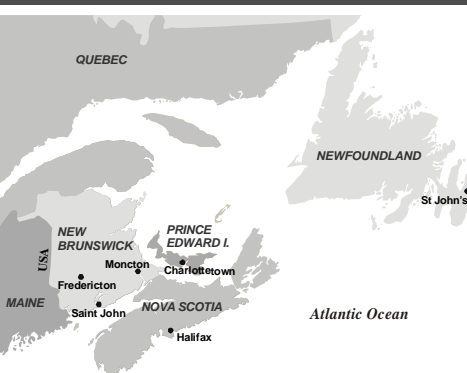 QUEBEC
NEWFOUNDLAND
St John's
NEW
BRUNSWICK
PRINCE
EDWARD I.
USA
Moncton
Charlottetown
Fredericton
MAINE
Saint John
NOVA SCOTIA
Atlantic Ocean
Halifax